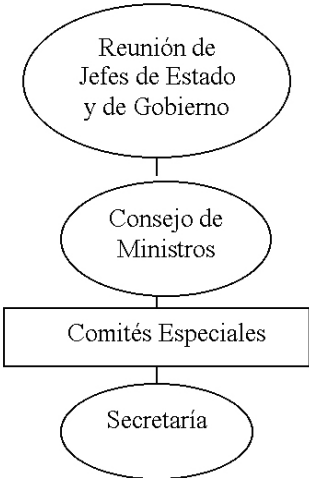 Reunión de
Jefes de Estado
y de Gobierno
Consejo de
Ministros
Comités Especiales
Secretaría